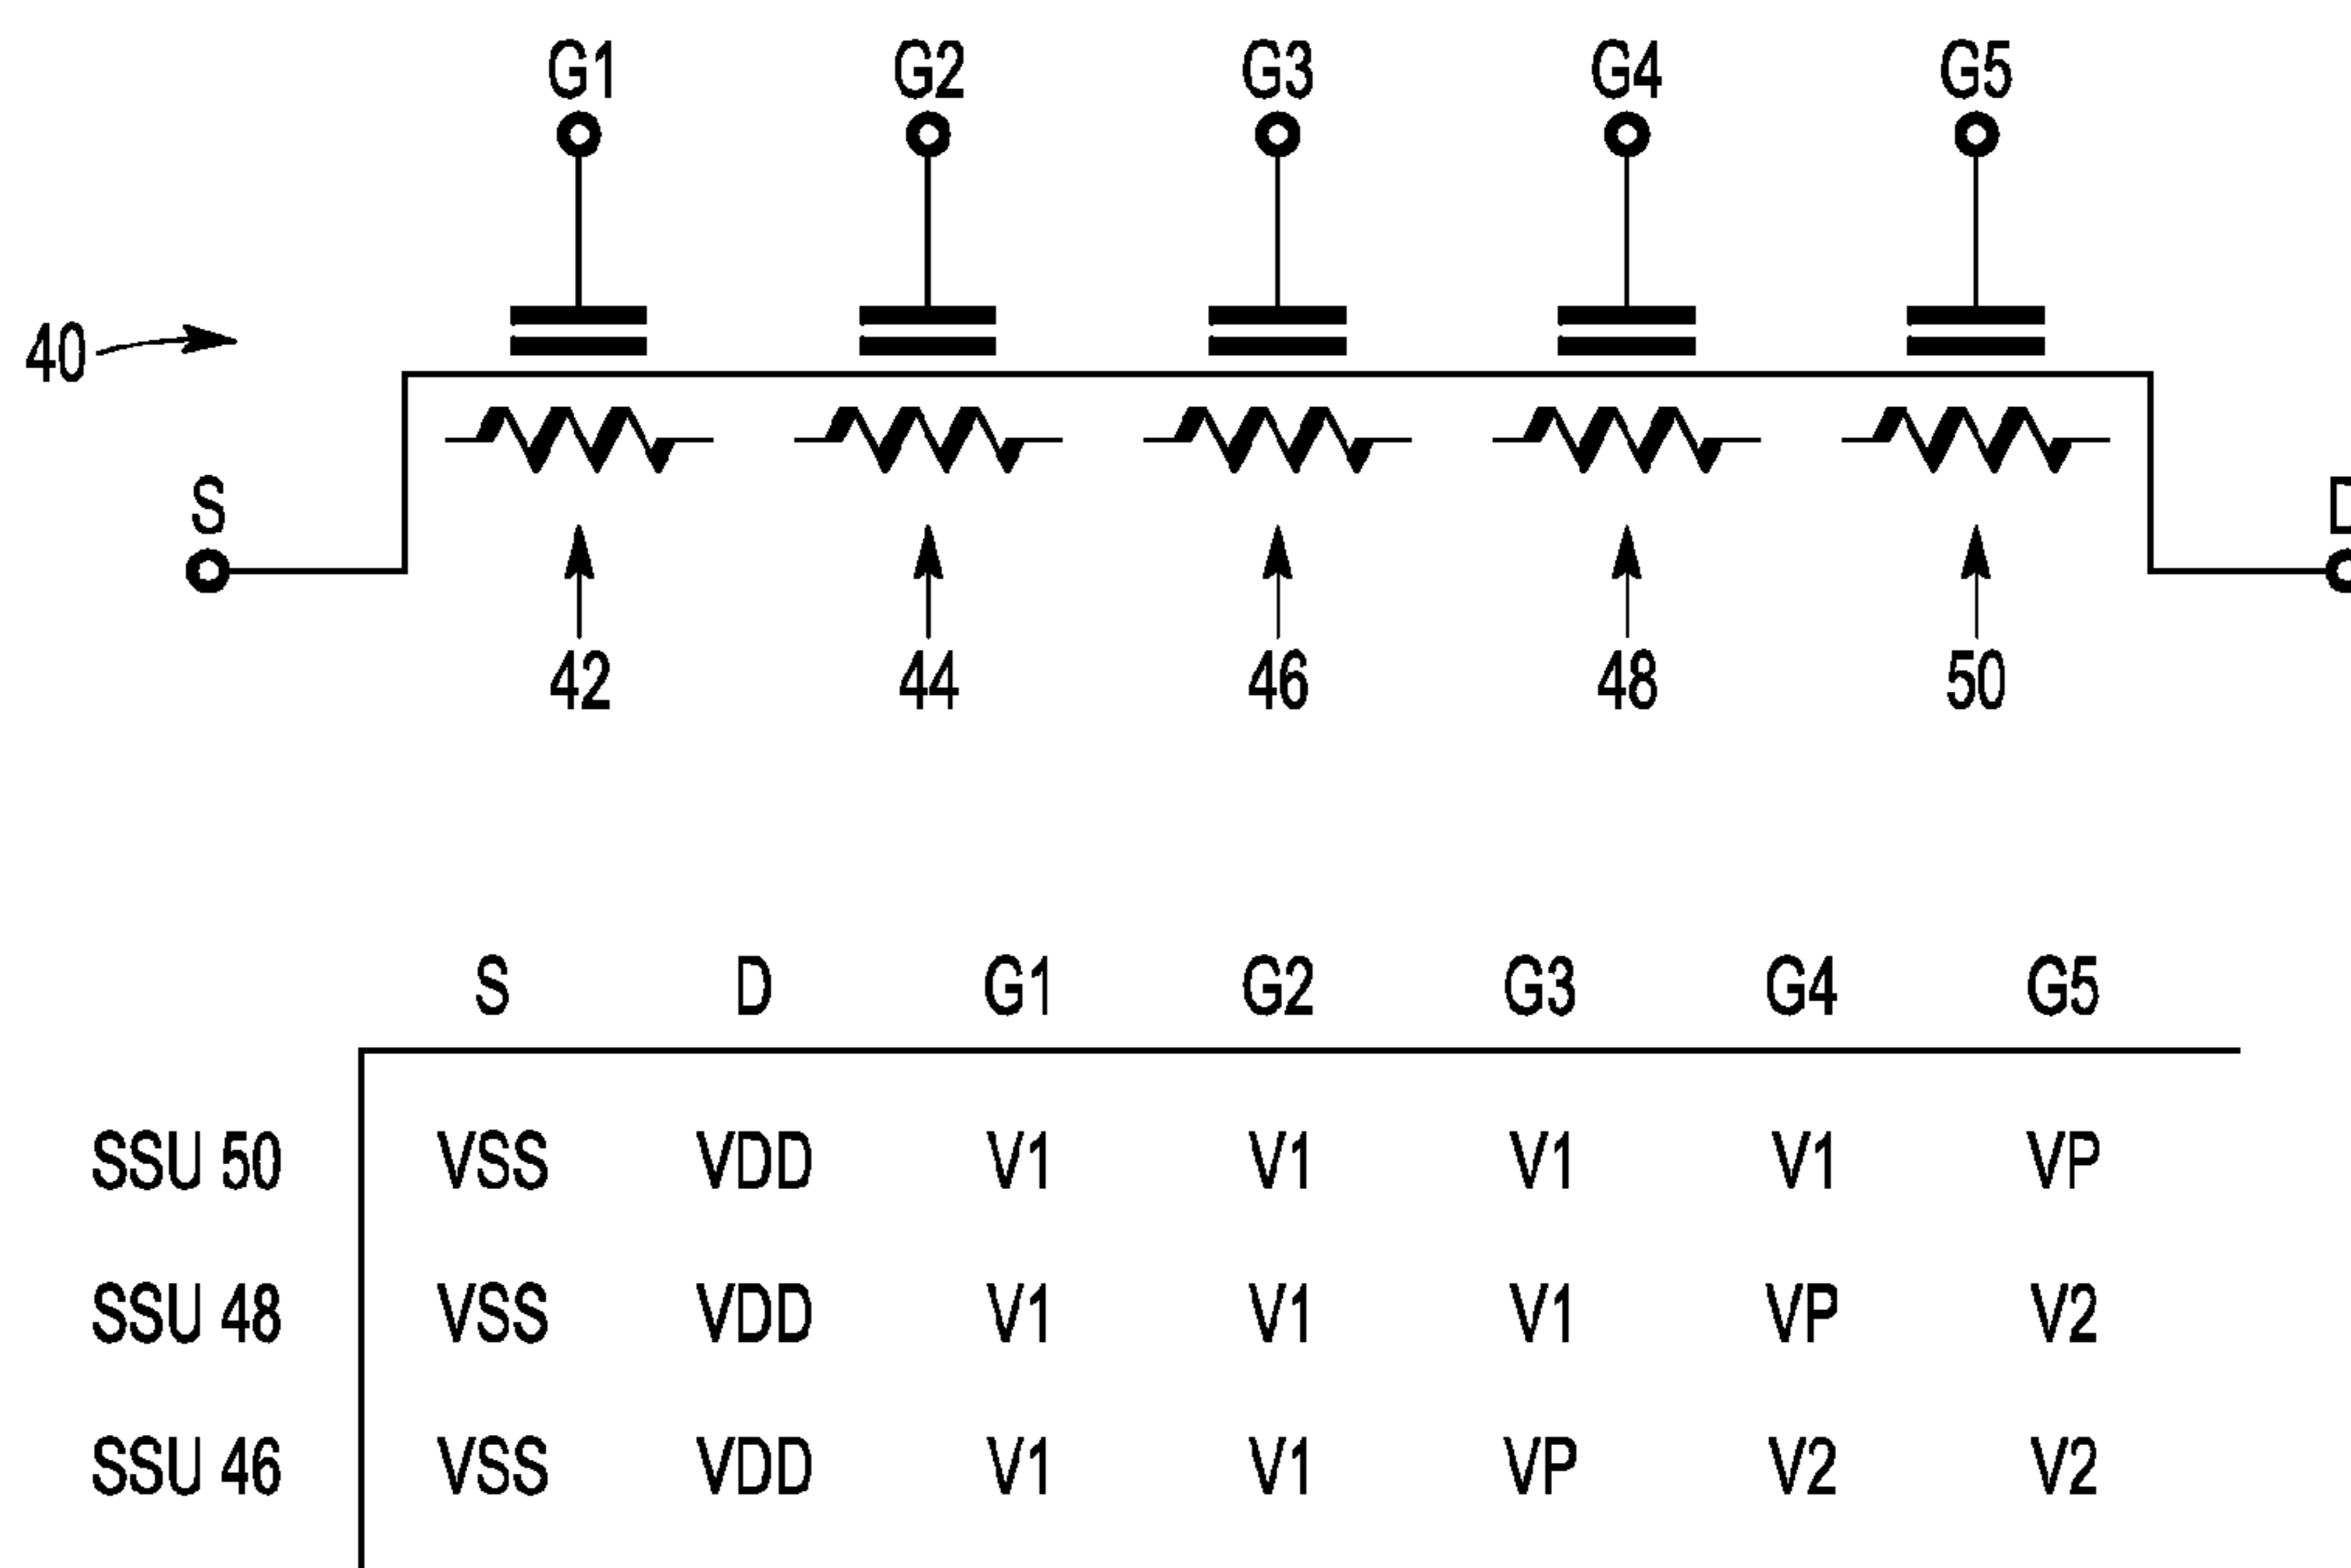 G1 G2 G3 G4 G5
40
S D
42 44 46 48 50
S D G1 G2 G3 G4 G5
SSU 50 VSS VDD V1 V1 V1 V1 VP
SSU 48 VSS VDD V1 V1 V1 VP V2
SSU 46 VSS VDD V1 V1 VP V2 V2